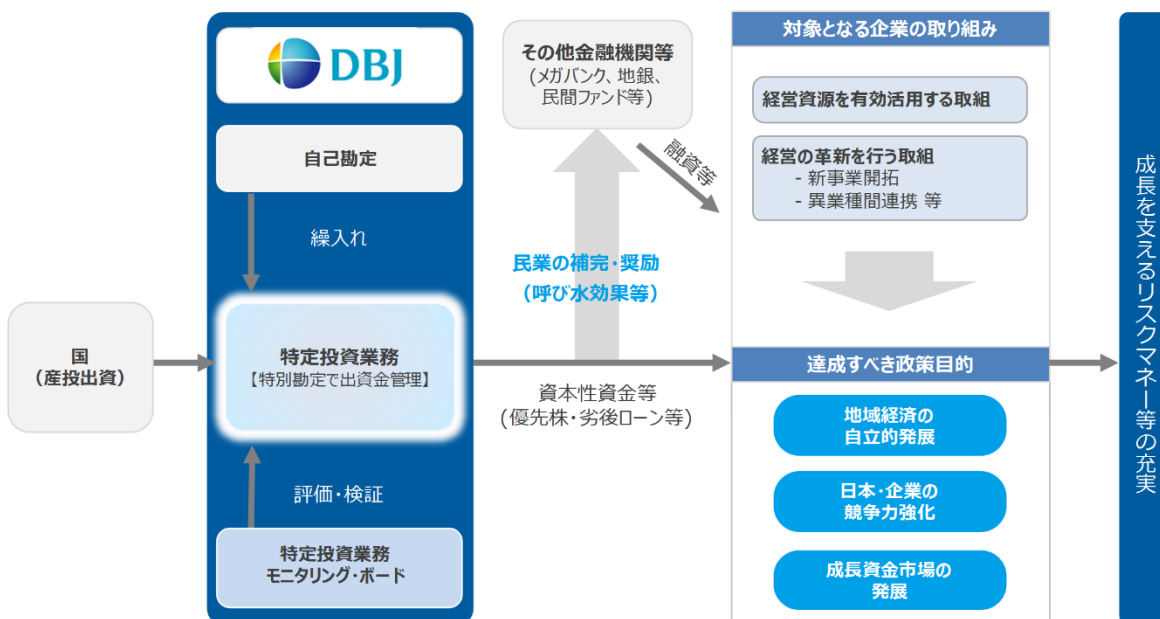 国
(産投出資)
DBJ
自己勘定
繰入れ
特定投資業務
【特別勘定で出資金管理】
評価・検証
特定投資業務
モニタリング・ボード
その他金融機関等
(メガバンク、地銀、
民間ファンド等)
融資等
民業の補完・奨励
(呼び水効果等)
資本性資金等
(優先株・劣後ローン等)
対象となる企業の取り組み
経営資源を有効活用する取組
経営の革新を行う取組
- 新事業開拓
- 異業種間連携 等
達成すべき政策目的
地域経済の
自立的発展
日本・企業の
競争力強化
成長資金市場の
発展
成長を支えるリスクマネー等の充実